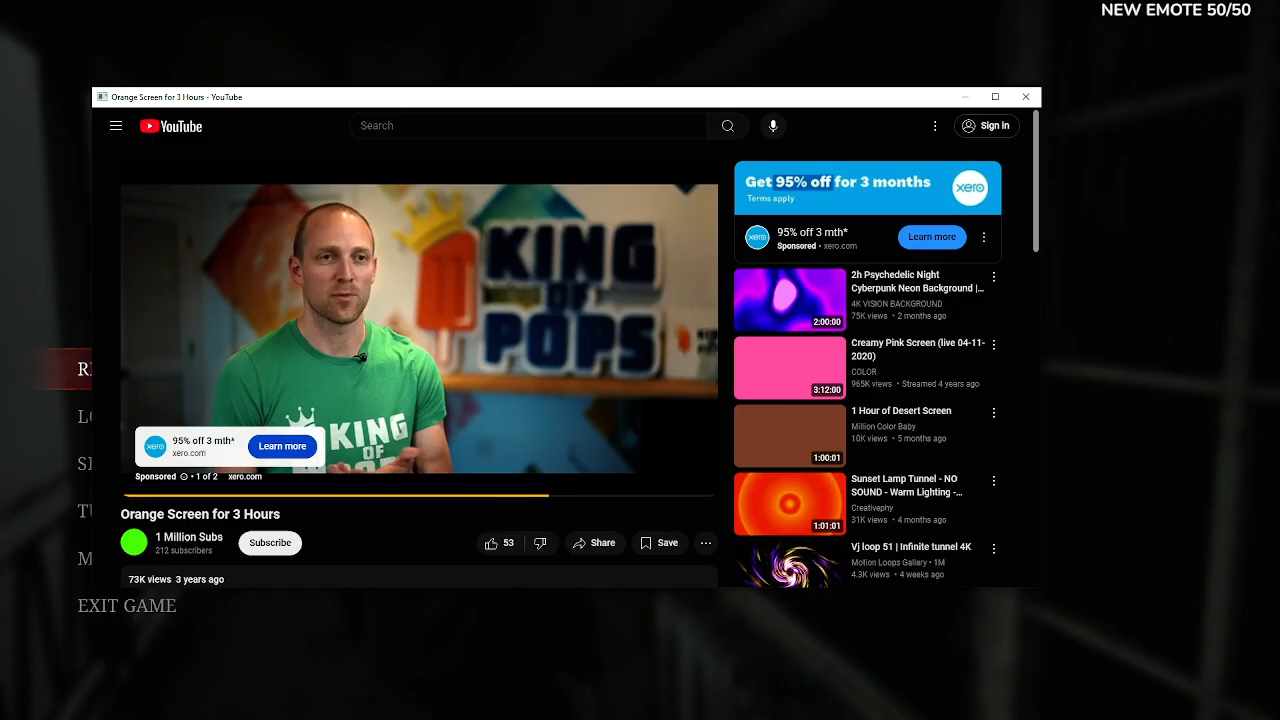 NEW EMOTE 50/50
Orange Screen for 3 Hours - YouTube
YouTube
Search
Sign in
KING
OF
POPS
KING
OF
95% off 3 mth*
xero.com
Learn more
Sponsored • 1 of 2 xero.com
Orange Screen for 3 Hours
1 Million Subs
212 subscribers
Subscribe
53
Share
Save
73K views 3 years ago
Get 95% off for 3 months
Terms apply
xero
95% off 3 mth*
Sponsored • xero.com
Learn more
2h Psychedelic Night
Cyberpunk Neon Background |...
4K VISION BACKGROUND
75K views • 2 months ago
2:00:00
Creamy Pink Screen (live 04-11-
2020)
COLOR
965K views • Streamed 4 years ago
3:12:00
1 Hour of Desert Screen
Million Color Baby
10K views • 5 months ago
1:00:01
Sunset Lamp Tunnel - NO
SOUND - Warm Lighting -...
Creativephy
31K views • 4 months ago
1:01:01
Vj loop 51 | Infinite tunnel 4K
Motion Loops Gallery • 1M
4.3K views • 4 weeks ago
EXIT GAME